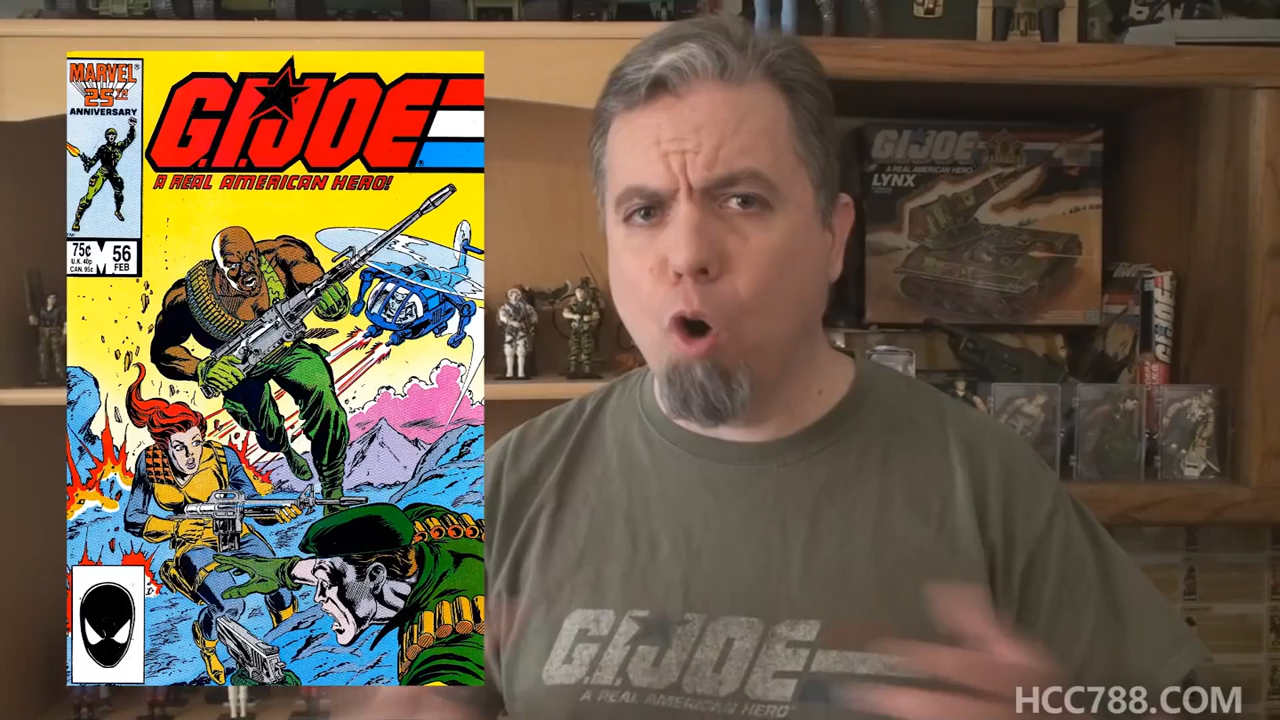 MARVEL
25TH
ANNIVERSARY
G.I. JOE
A REAL AMERICAN HERO!
75¢
U.K. 40p
CAN. 95¢
M
56
FEB
G.I. JOE
A REAL AMERICAN HERO
LYNX
G.I. JOE
G.I. JOE
A REAL AMERICAN HERO
HCC788.COM